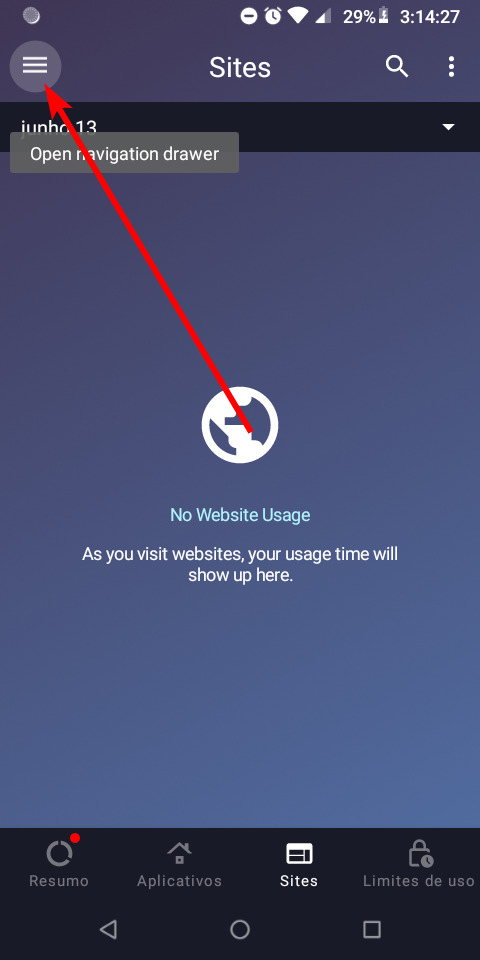 29% 3:14:27
Sites
junho 13
Open navigation drawer
No Website Usage
As you visit websites, your usage time will
show up here.
Resumo Aplicativos Sites Limites de uso